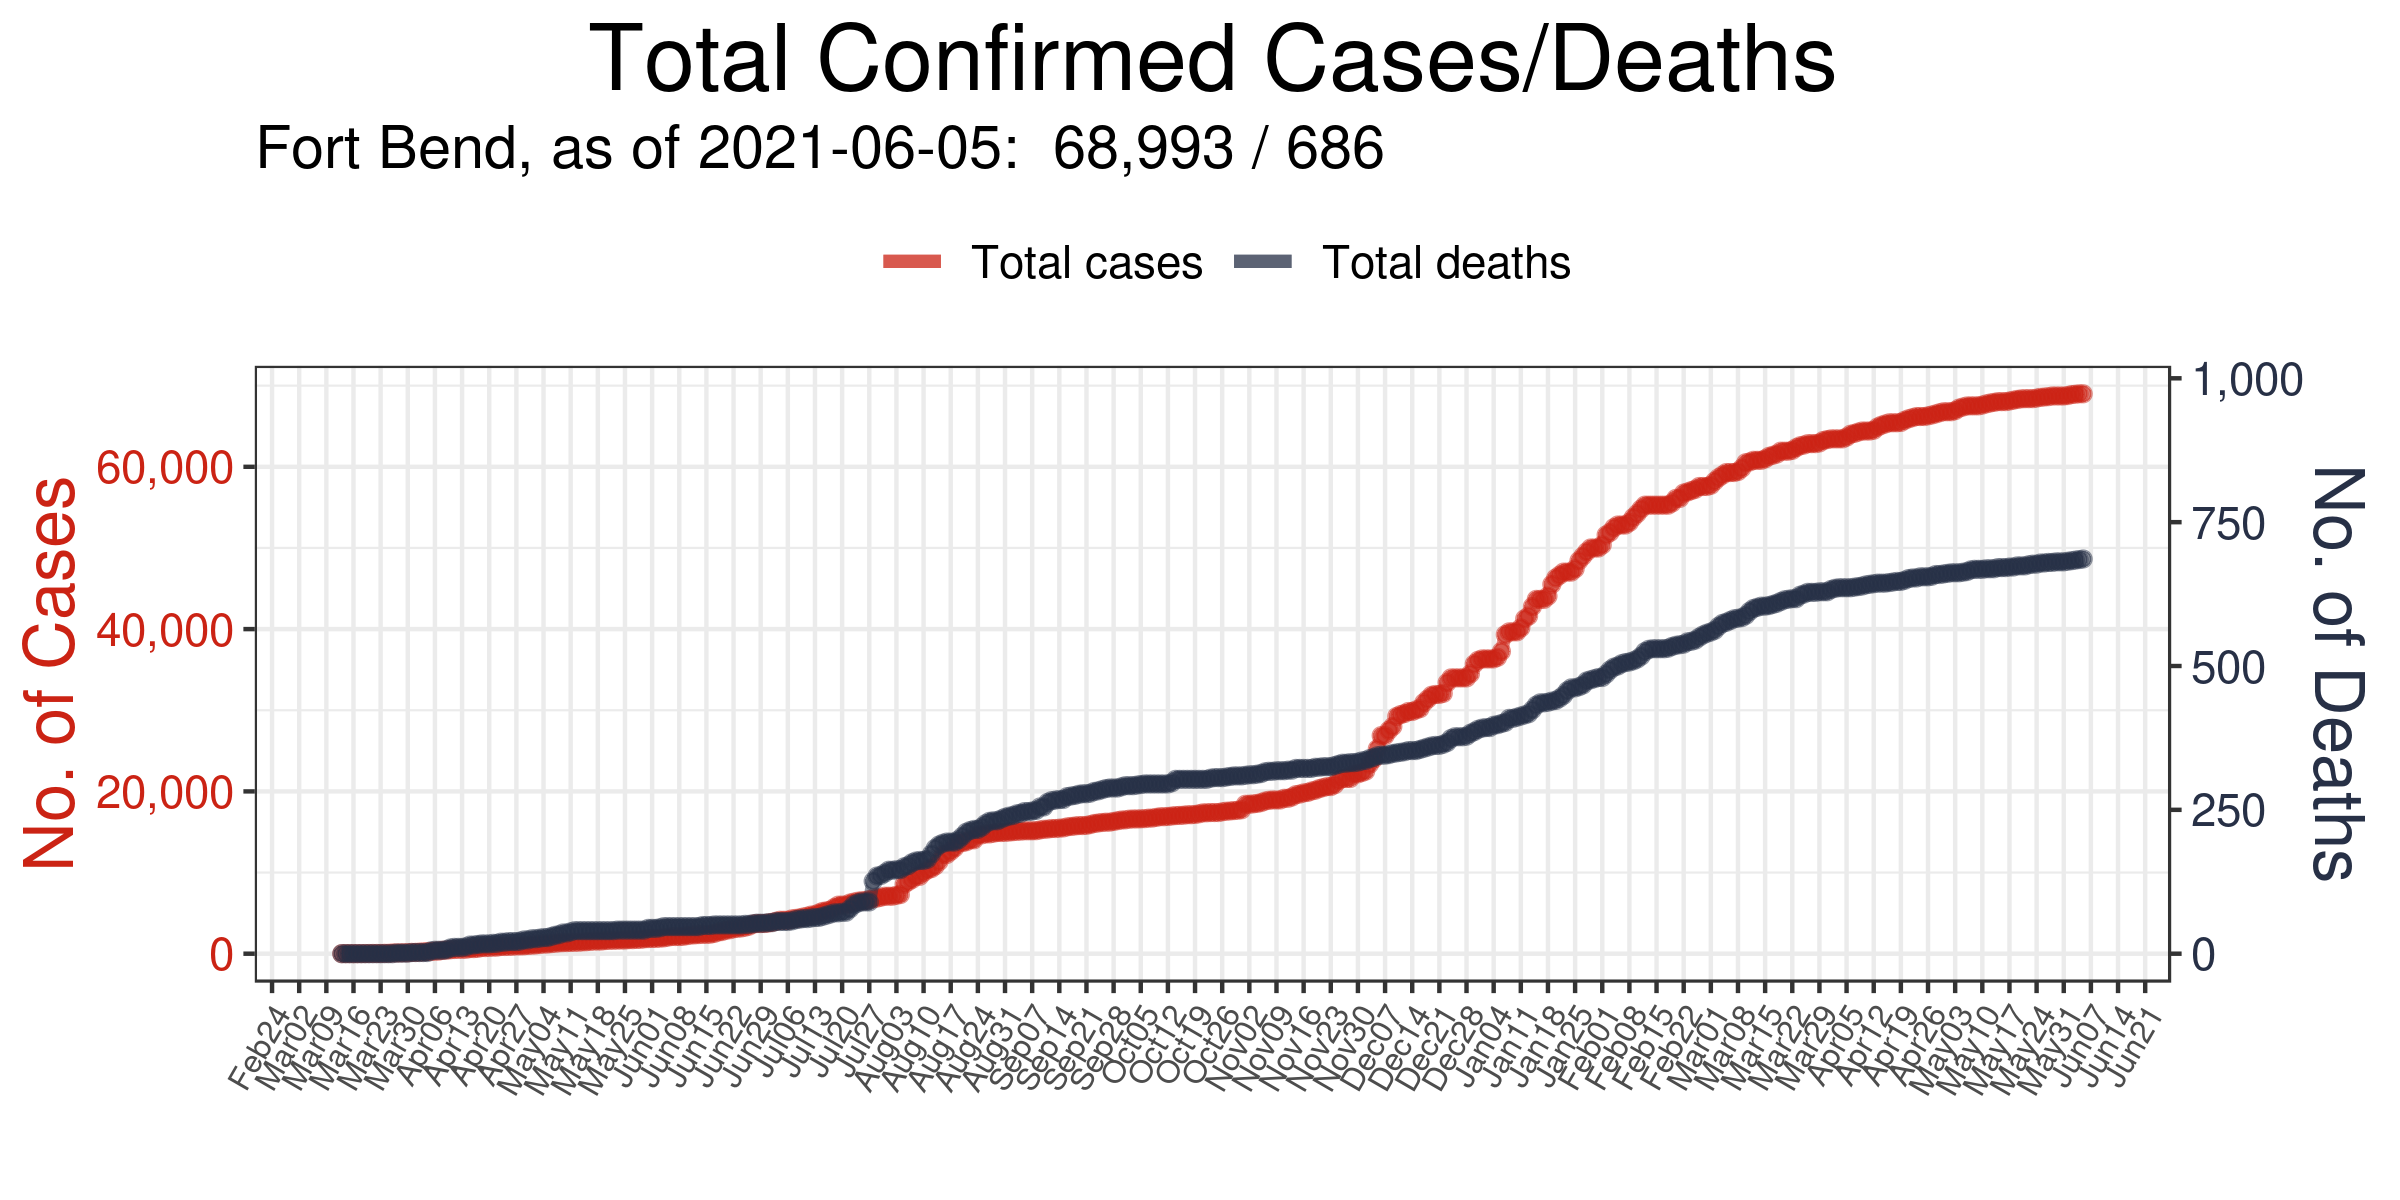 Total Confirmed Cases/Deaths
Fort Bend, as of 2021-06-05:  68,993 / 686
Total cases
Total deaths
No. of Cases
60,000
40,000
20,000
0
1,000
750
500
250
0
No. of Deaths
Feb24
Mar02
Mar09
Mar16
Mar23
Mar30
Apr06
Apr13
Apr20
Apr27
May04
May11
May18
May25
Jun01
Jun08
Jun15
Jun22
Jun29
Jul06
Jul13
Jul20
Jul27
Aug03
Aug10
Aug17
Aug24
Aug31
Sep07
Sep14
Sep21
Sep28
Oct05
Oct12
Oct19
Oct26
Nov02
Nov09
Nov16
Nov23
Nov30
Dec07
Dec14
Dec21
Dec28
Jan04
Jan11
Jan18
Jan25
Feb01
Feb08
Feb15
Feb22
Mar01
Mar08
Mar15
Mar22
Mar29
Apr05
Apr12
Apr19
Apr26
May03
May10
May17
May24
May31
Jun07
Jun14
Jun21